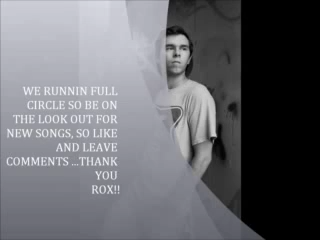 WE RUNNIN FULL
CIRCLE SO BE ON
THE LOOK OUT FOR
NEW SONGS, SO LIKE
AND LEAVE
COMMENTS ...THANK
YOU
ROX!!